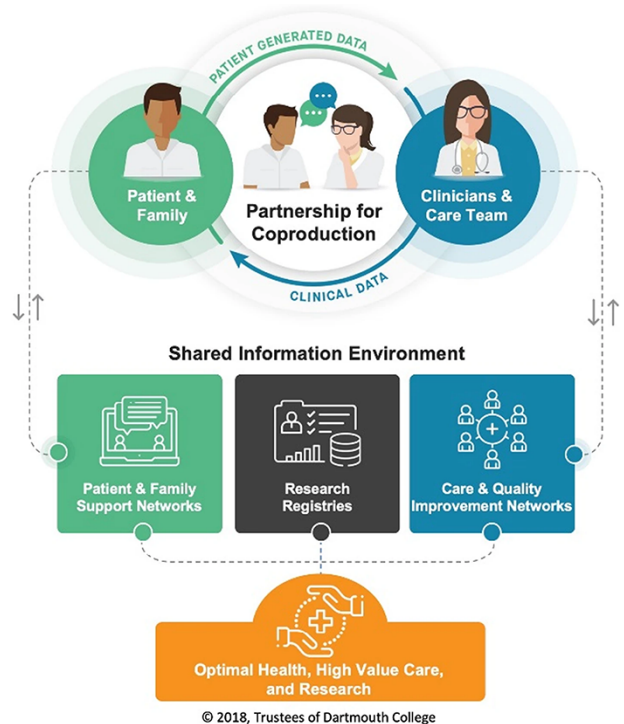 PATIENT GENERATED DATA
Patient &
Family
Partnership for
Coproduction
Clinicians &
Care Team
CLINICAL DATA
Shared Information Environment
Patient & Family
Support Networks
Research
Registries
Care & Quality
Improvement Networks
Optimal Health, High Value Care,
and Research
© 2018, Trustees of Dartmouth College